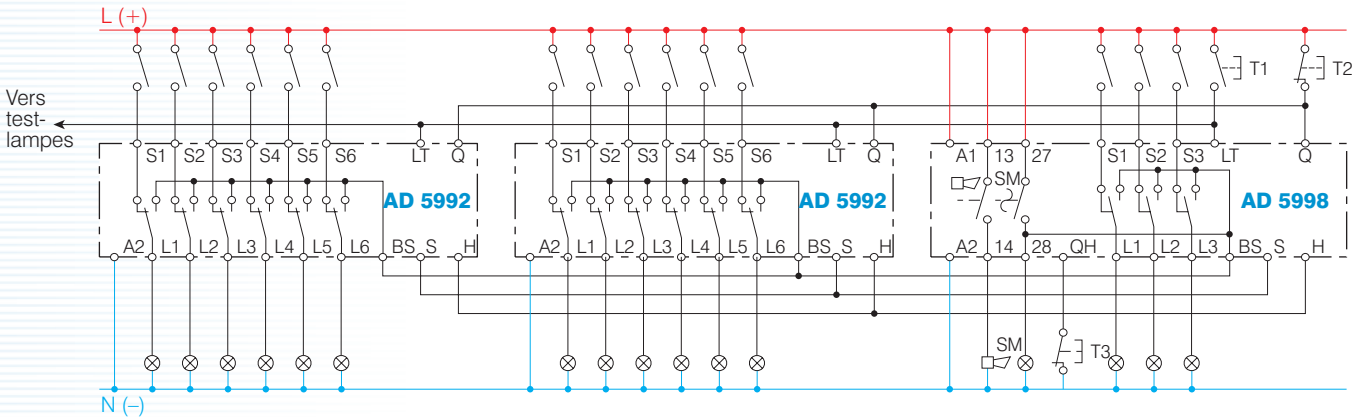 L (+)
T1
T2
Vers
test-
lampes
S1 S2 S3 S4 S5 S6 LT Q
S1 S2 S3 S4 S5 S6 LT Q
A1 13 27 S1 S2 S3 LT Q
SM
AD 5992
AD 5992
AD 5998
A2 L1 L2 L3 L4 L5 L6 BS S H
A2 L1 L2 L3 L4 L5 L6 BS S H
A2 14 28 QH L1 L2 L3 BS S H
SM
T3
N (–)